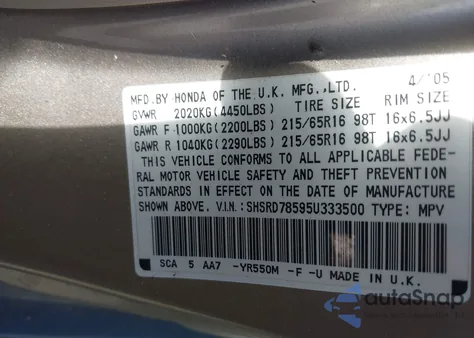 MFD.BY HONDA OF THE U.K. MFG.,LTD. 4/'05
GVWR 2020KG(4450LBS) TIRE SIZE RIM SIZE
GAWR F 1000KG(2200LBS) 215/65R16 98T 16x6.5JJ
GAWR R 1040KG(2290LBS) 215/65R16 98T 16x6.5JJ
THIS VEHICLE CONFORMS TO ALL APPLICABLE FEDE-
RAL MOTOR VEHICLE SAFETY AND THEFT PREVENTION
STANDARDS IN EFFECT ON THE DATE OF MANUFACTURE
SHOWN ABOVE. V.I.N.:SHSRD78595U333500 TYPE: MPV
SCA 5 AA7 -YR550M -F -U MADE IN U.K.
autoSnap